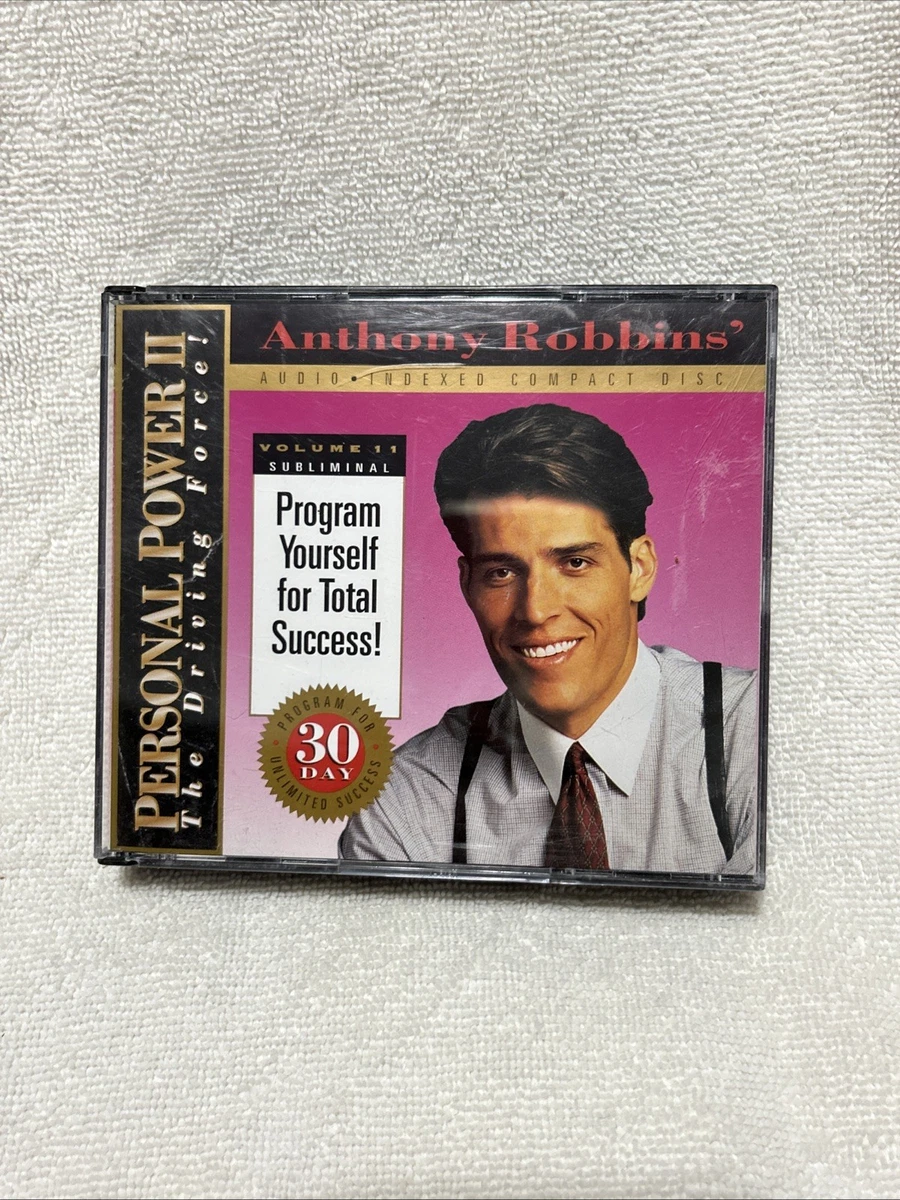 PERSONAL POWER II
The Driving Force!
Anthony Robbins’
AUDIO • INDEXED COMPACT DISC
VOLUME 11
SUBLIMINAL
Program
Yourself
for Total
Success!
PROGRAM FOR
30
DAY
UNLIMITED SUCCESS